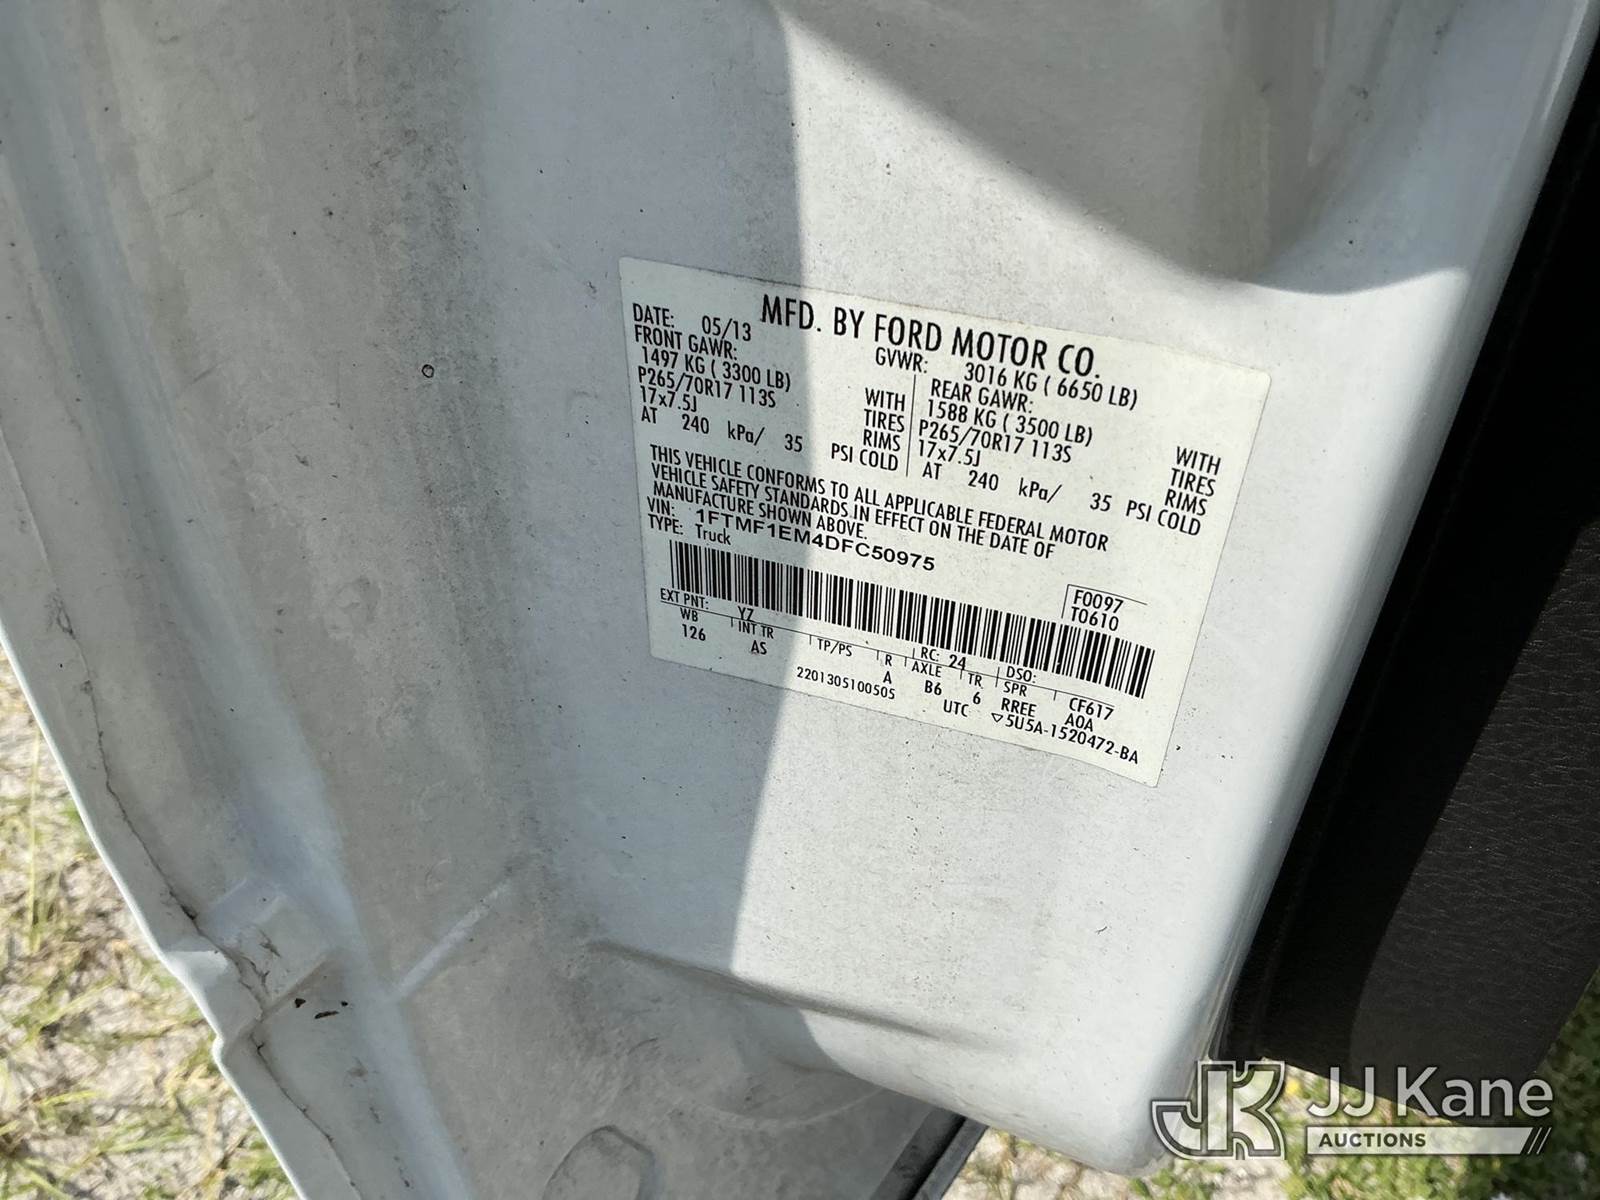 MFD. BY FORD MOTOR CO.
DATE: 05/13 GVWR: 3016 KG ( 6650 LB)
FRONT GAWR: REAR GAWR:
1497 KG ( 3300 LB) WITH 1588 KG ( 3500 LB) WITH
P265/70R17 113S TIRES P265/70R17 113S TIRES
17x7.5J RIMS 17x7.5J RIMS
AT 240 kPa/ 35 PSI COLD AT 240 kPa/ 35 PSI COLD
THIS VEHICLE CONFORMS TO ALL APPLICABLE FEDERAL MOTOR
VEHICLE SAFETY STANDARDS IN EFFECT ON THE DATE OF
MANUFACTURE SHOWN ABOVE.
VIN: 1FTMF1EM4DFC50975
TYPE: Truck
F0097
T0610
EXT PNT: YZ RC: 24 DSO: CF617
WB INT TR TP/PS R AXLE TR SPR
126 AS A B6 6 RREE A0A
2201305100505 UTC ▽5U5A-1520472-BA
JK JJ Kane
AUCTIONS